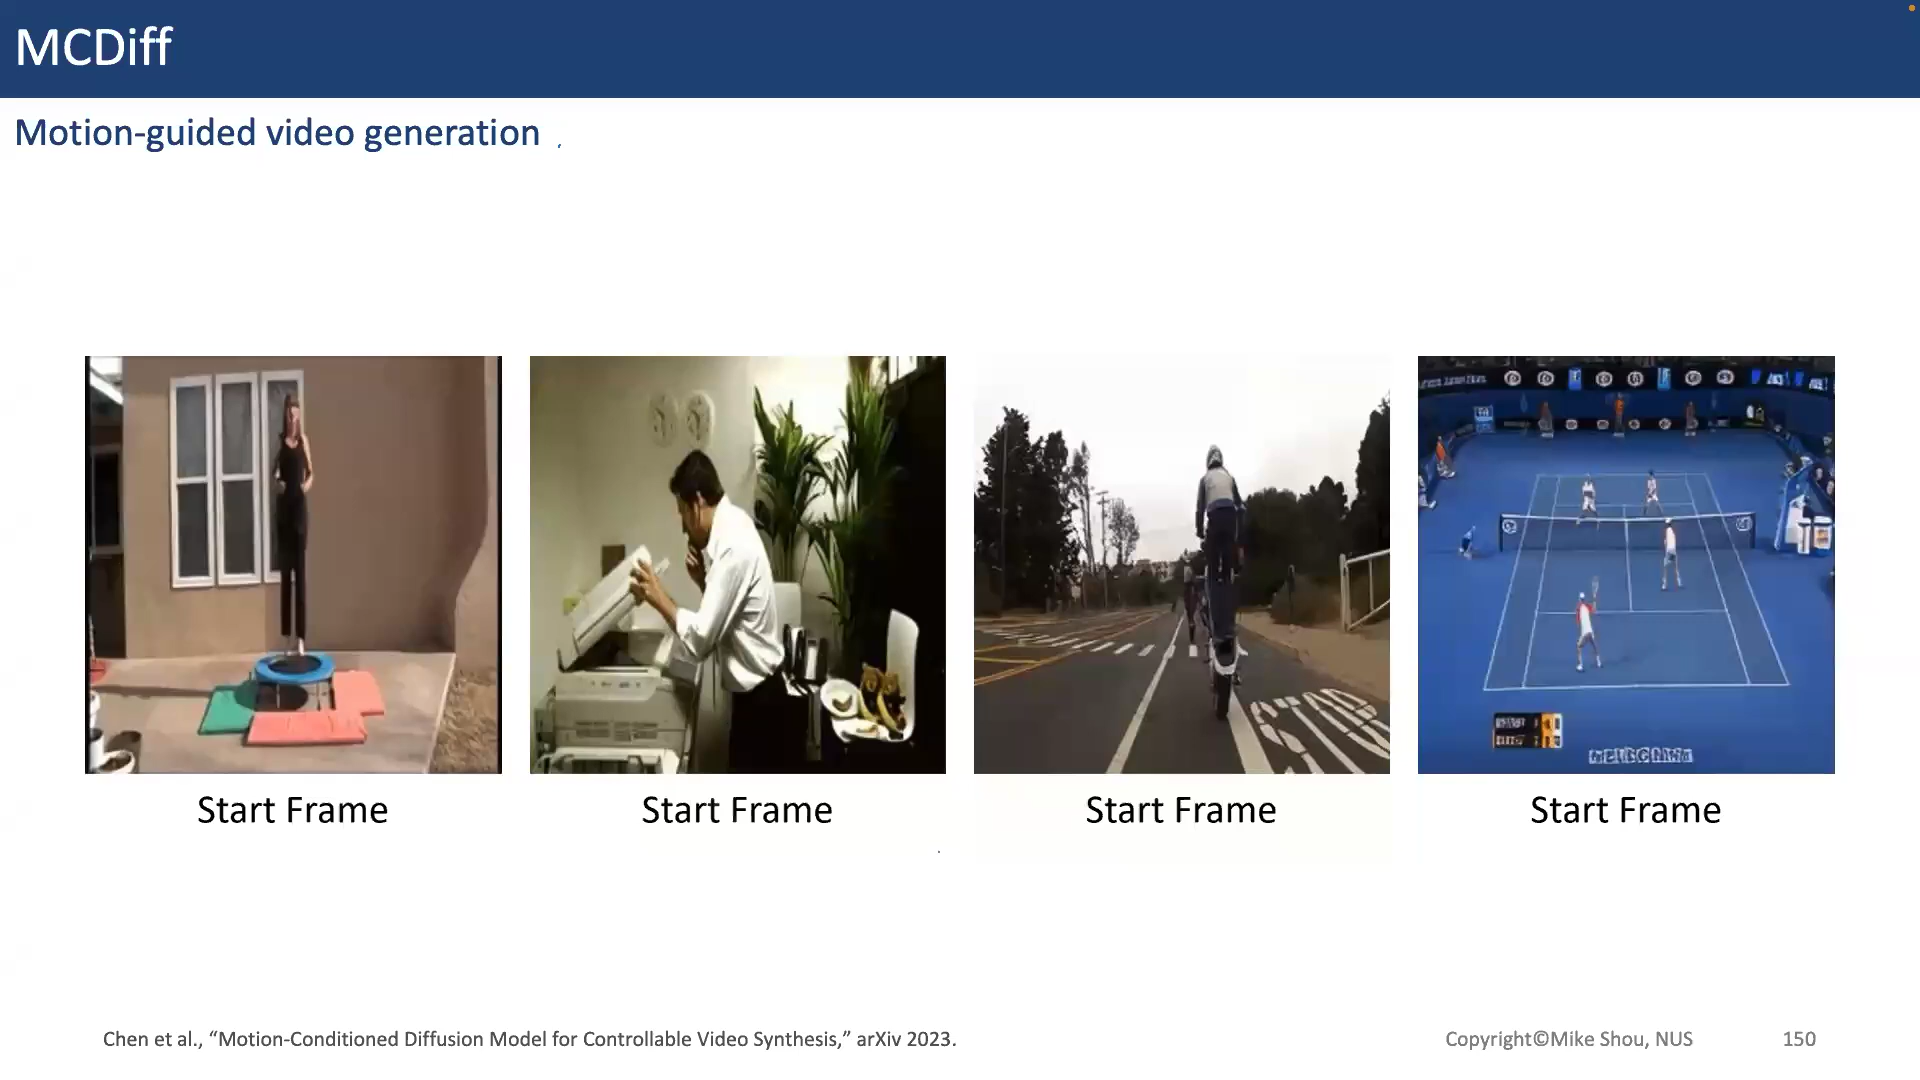 MCDiff
Motion-guided video generation
Start Frame
Start Frame
Start Frame
Start Frame
Chen et al., “Motion-Conditioned Diffusion Model for Controllable Video Synthesis,” arXiv 2023.
Copyright©Mike Shou, NUS
150